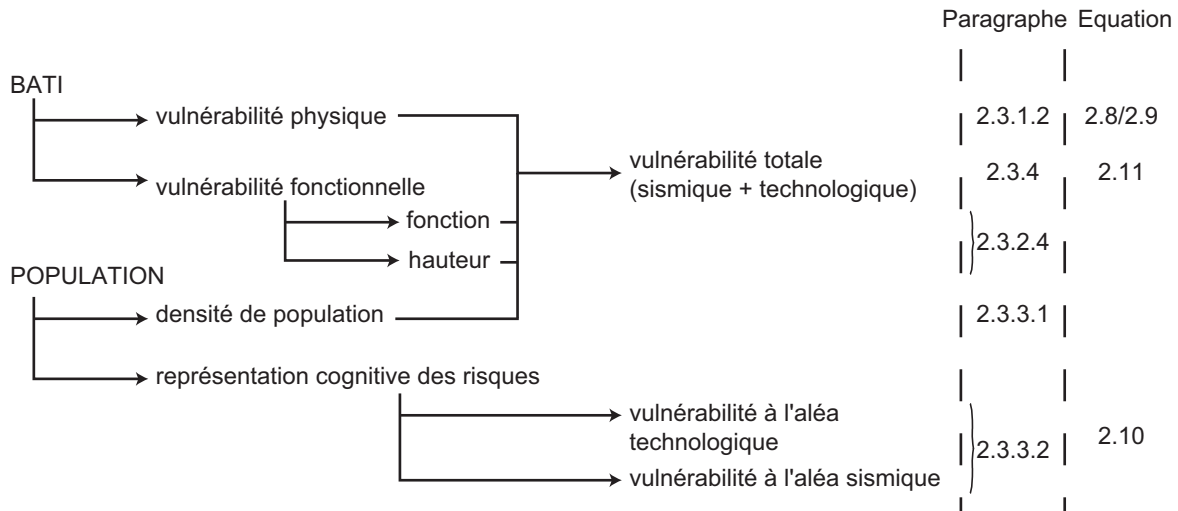 Paragraphe Equation
BATI
vulnérabilité physique 2.3.1.2 2.8/2.9
vulnérabilité totale
(sismique + technologique) 2.3.4 2.11
vulnérabilité fonctionnelle
fonction
2.3.2.4
hauteur
POPULATION
densité de population 2.3.3.1
représentation cognitive des risques
vulnérabilité à l'aléa
technologique 2.3.3.2 2.10
vulnérabilité à l'aléa sismique